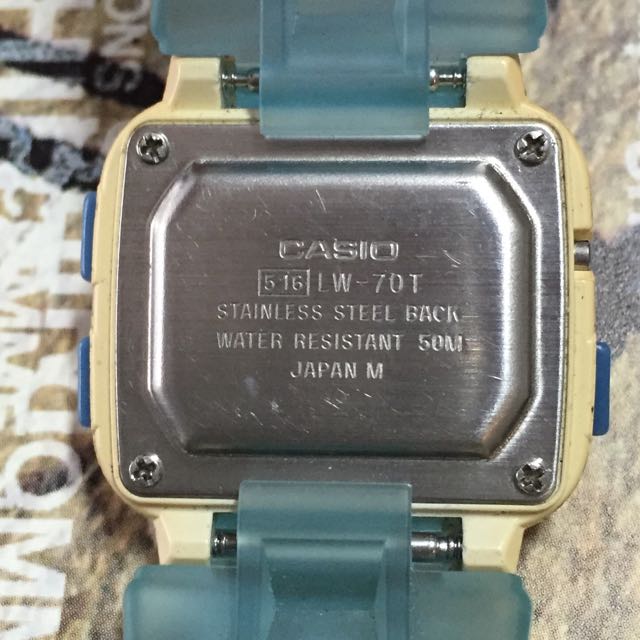 CASIO
516 LW-70T
STAINLESS STEEL BACK
WATER RESISTANT 50M
JAPAN M